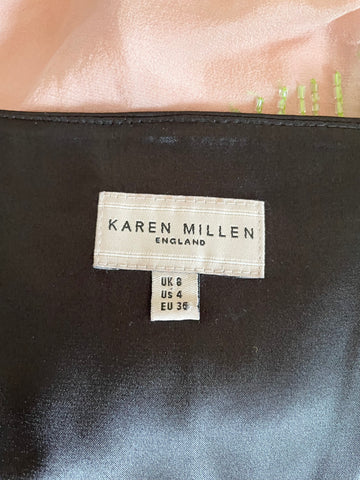 KAREN MILLEN
ENGLAND
UK 8
US 4
EU 36